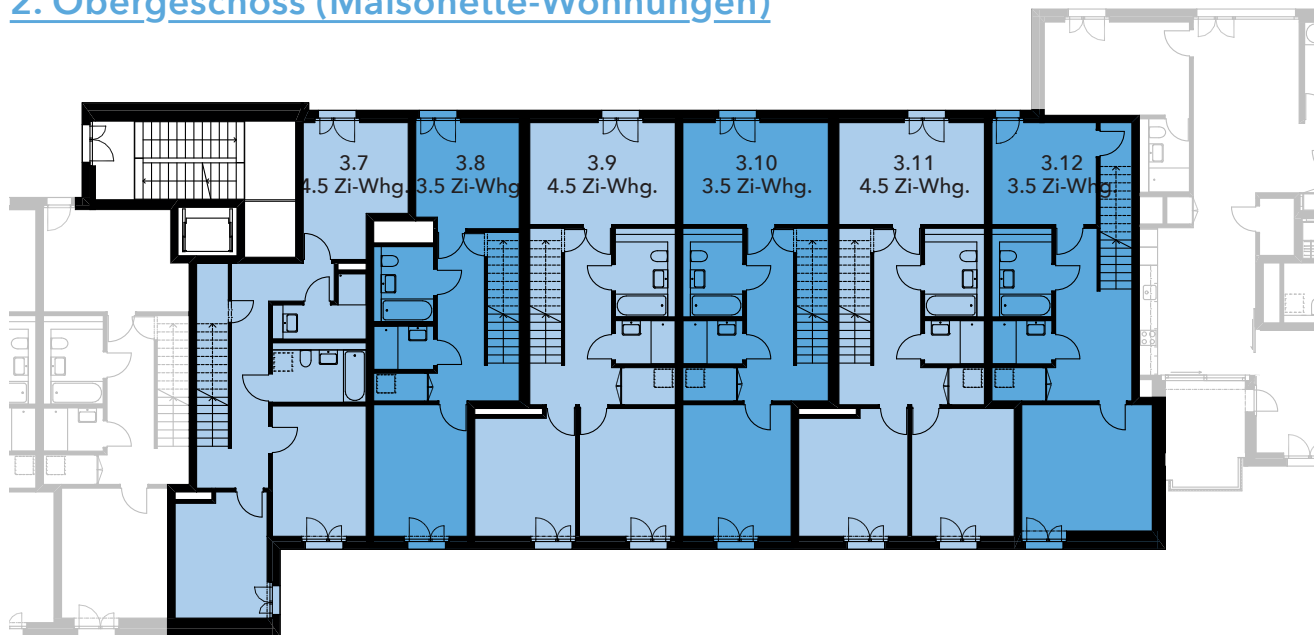 2. Obergeschoss (Maisonette-Wohnungen)
3.7
4.5 Zi-Whg.
3.8
3.5 Zi-Whg
3.9
4.5 Zi-Whg.
3.10
3.5 Zi-Whg.
3.11
4.5 Zi-Whg.
3.12
3.5 Zi-Whg.